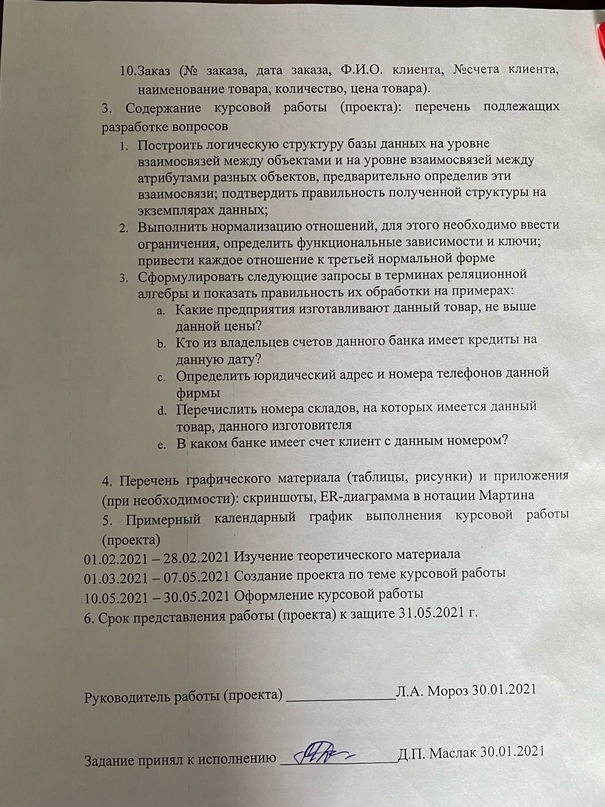 10.Заказ (№ заказа, дата заказа, Ф.И.О. клиента, №счета клиента,
наименование товара, количество, цена товара).
3. Содержание курсовой работы (проекта): перечень подлежащих
разработке вопросов
1. Построить логическую структуру базы данных на уровне
взаимосвязей между объектами и на уровне взаимосвязей между
атрибутами разных объектов, предварительно определив эти
взаимосвязи; подтвердить правильность полученной структуры на
экземплярах данных;
2. Выполнить нормализацию отношений, для этого необходимо ввести
ограничения, определить функциональные зависимости и ключи;
привести каждое отношение к третьей нормальной форме
3. Сформулировать следующие запросы в терминах реляционной
алгебры и показать правильность их обработки на примерах:
a. Какие предприятия изготавливают данный товар, не выше
данной цены?
b. Кто из владельцев счетов данного банка имеет кредиты на
данную дату?
c. Определить юридический адрес и номера телефонов данной
фирмы
d. Перечислить номера складов, на которых имеется данный
товар, данного изготовителя
e. В каком банке имеет счет клиент с данным номером?
4. Перечень графического материала (таблицы, рисунки) и приложения
(при необходимости): скриншоты, ER-диаграмма в нотации Мартина
5. Примерный календарный график выполнения курсовой работы
(проекта)
01.02.2021 – 28.02.2021 Изучение теоретического материала
01.03.2021 – 07.05.2021 Создание проекта по теме курсовой работы
10.05.2021 – 30.05.2021 Оформление курсовой работы
6. Срок представления работы (проекта) к защите 31.05.2021 г.
Руководитель работы (проекта) _______________Л.А. Мороз 30.01.2021
Задание принял к исполнению _______________Д.П. Маслак 30.01.2021